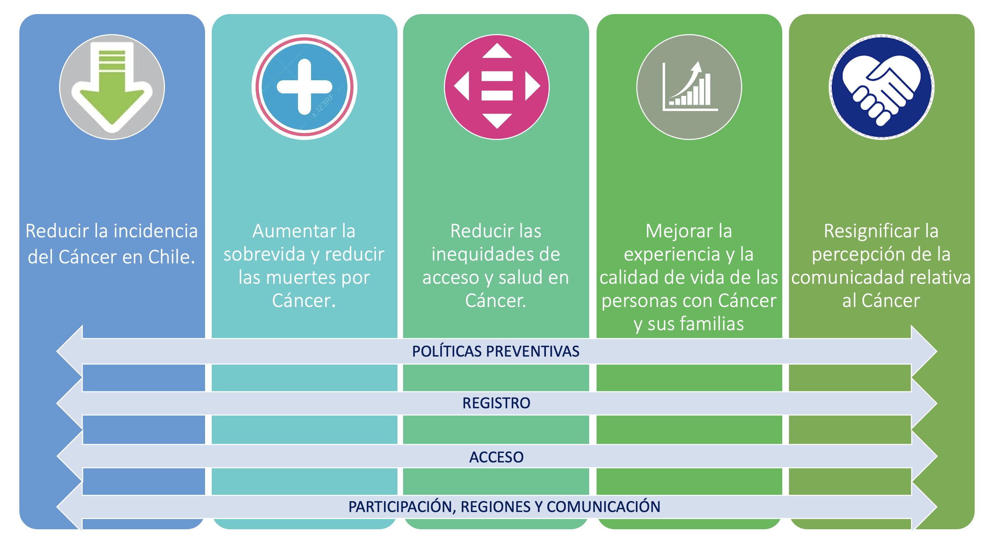 123RF
Reducir la incidencia
del Cáncer en Chile.
Aumentar la
sobrevida y reducir
las muertes por
Cáncer.
Reducir las
inequidades de
acceso y salud en
Cáncer.
Mejorar la
experiencia y la
calidad de vida de las
personas con Cáncer
y sus familias
Resignificar la
percepción de la
comunicadad relativa
al Cáncer
POLÍTICAS PREVENTIVAS
REGISTRO
ACCESO
PARTICIPACIÓN, REGIONES Y COMUNICACIÓN